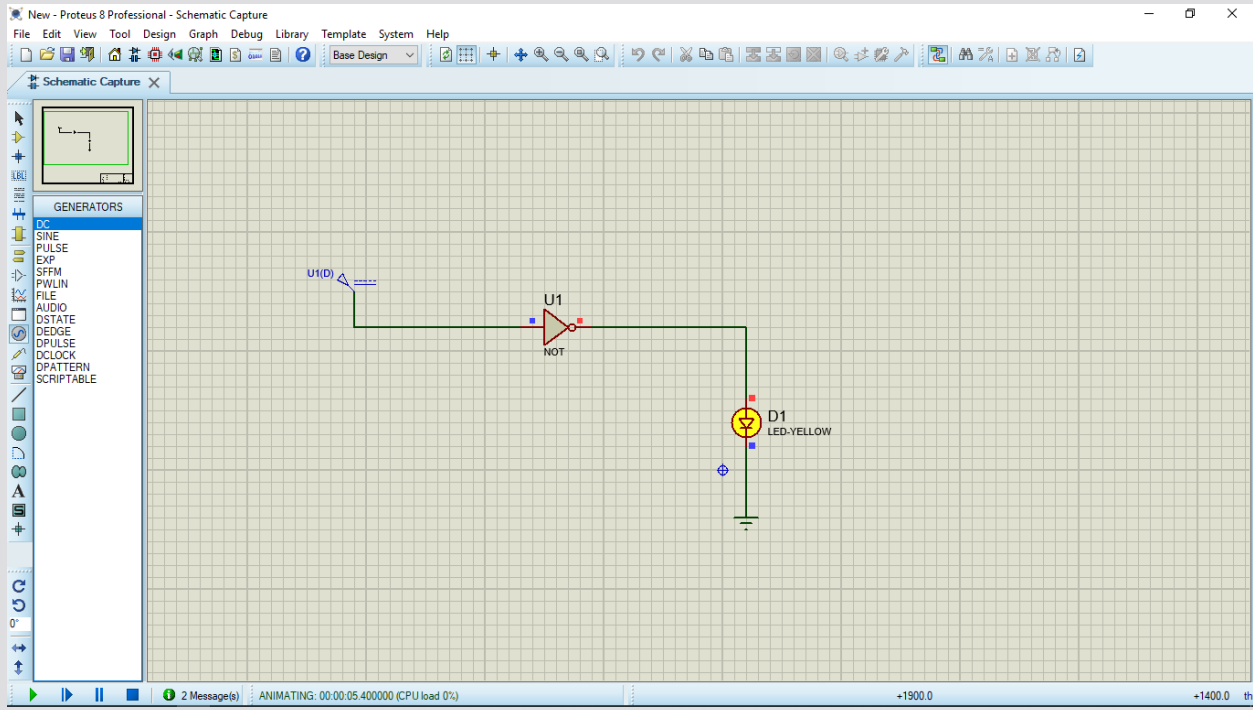 New - Proteus 8 Professional - Schematic Capture
File Edit View Tool Design Graph Debug Library Template System Help
Base Design
Schematic Capture
LBL
GENERATORS
DC
SINE
PULSE
EXP
SFFM
PWLIN
FILE
AUDIO
DSTATE
DEDGE
DPULSE
DCLOCK
DPATTERN
SCRIPTABLE
A
S
0°
U1(D)
U1
NOT
D1
LED-YELLOW
2 Message(s)
ANIMATING: 00:00:05.400000 (CPU load 0%)
+1900.0
+1400.0
th